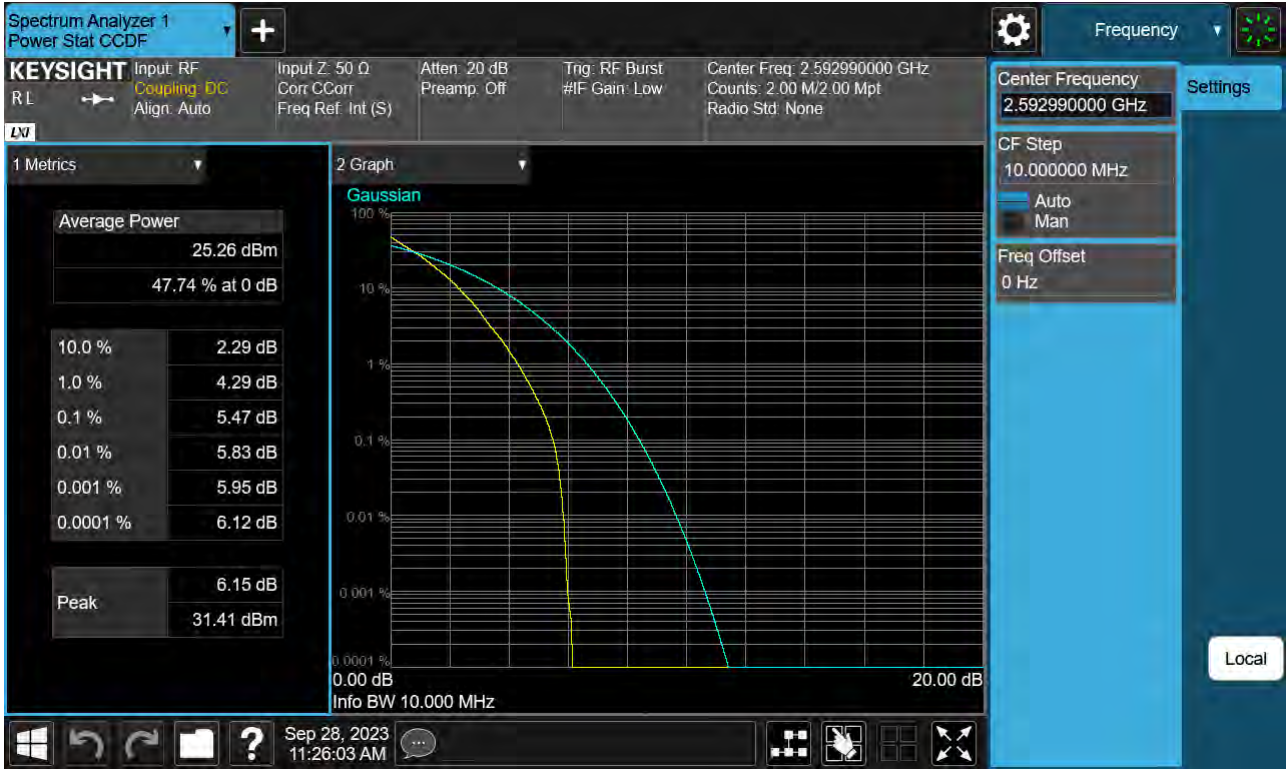 Spectrum Analyzer 1
Power Stat CCDF
+
Frequency
KEYSIGHT
R L
LXI
Input: RF
Coupling: DC
Align: Auto
Input Z: 50 Ω
Corr CCorr
Freq Ref: Int (S)
Atten: 20 dB
Preamp: Off
Trig: RF Burst
#IF Gain: Low
Center Freq: 2.592990000 GHz
Counts: 2.00 M/2.00 Mpt
Radio Std: None
Center Frequency
2.592990000 GHz
Settings
CF Step
10.000000 MHz
Auto
Man
Freq Offset
0 Hz
Local
1 Metrics
Average Power
25.26 dBm
47.74 % at 0 dB
10.0 % 2.29 dB
1.0 % 4.29 dB
0.1 % 5.47 dB
0.01 % 5.83 dB
0.001 % 5.95 dB
0.0001 % 6.12 dB
Peak
6.15 dB
31.41 dBm
2 Graph
Gaussian
100 %
10 %
1 %
0.1 %
0.01 %
0.001 %
0.0001 %
0.00 dB 20.00 dB
Info BW 10.000 MHz
?
Sep 28, 2023
11:26:03 AM